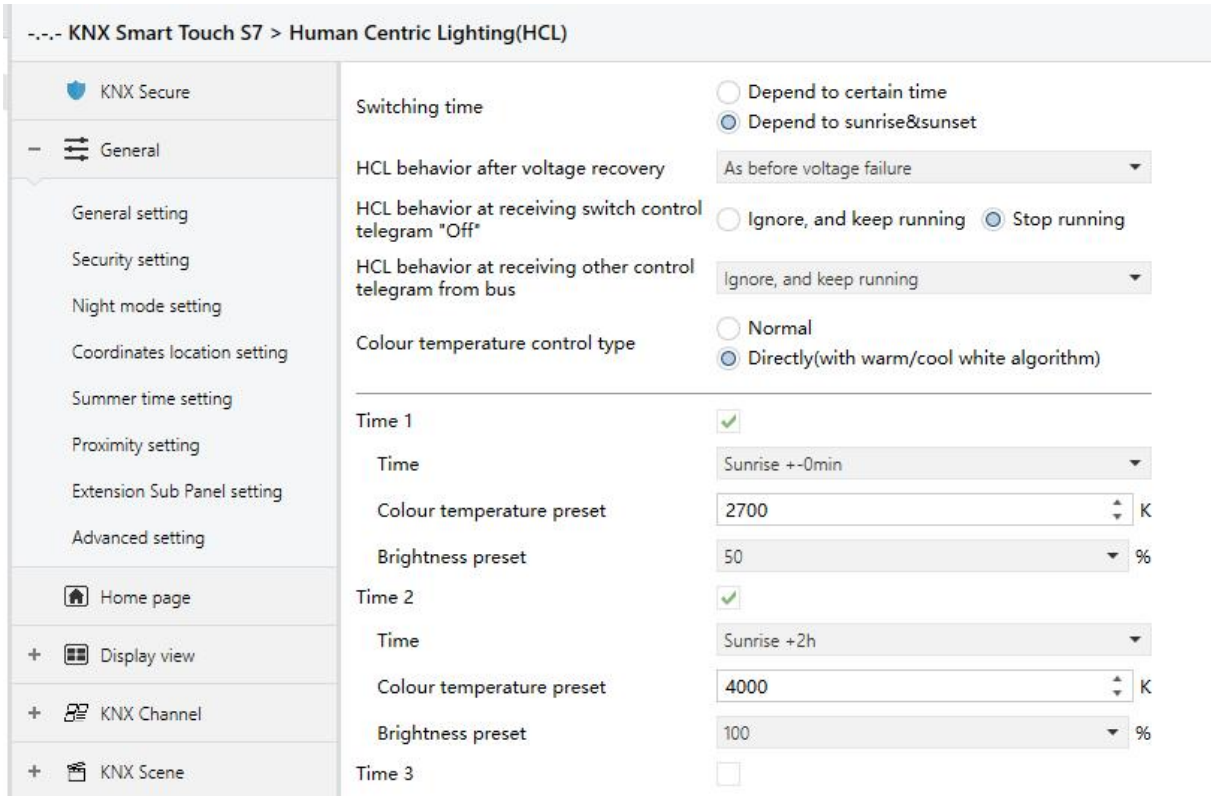 -.-.- KNX Smart Touch S7 > Human Centric Lighting(HCL)
KNX Secure
General
General setting
Security setting
Night mode setting
Coordinates location setting
Summer time setting
Proximity setting
Extension Sub Panel setting
Advanced setting
Home page
Display view
KNX Channel
KNX Scene
Switching time
Depend to certain time
Depend to sunrise&sunset
HCL behavior after voltage recovery
As before voltage failure
HCL behavior at receiving switch control
telegram "Off"
Ignore, and keep running
Stop running
HCL behavior at receiving other control
telegram from bus
Ignore, and keep running
Colour temperature control type
Normal
Directly(with warm/cool white algorithm)
Time 1
Time
Sunrise +-0min
Colour temperature preset
2700 K
Brightness preset
50 %
Time 2
Time
Sunrise +2h
Colour temperature preset
4000 K
Brightness preset
100 %
Time 3